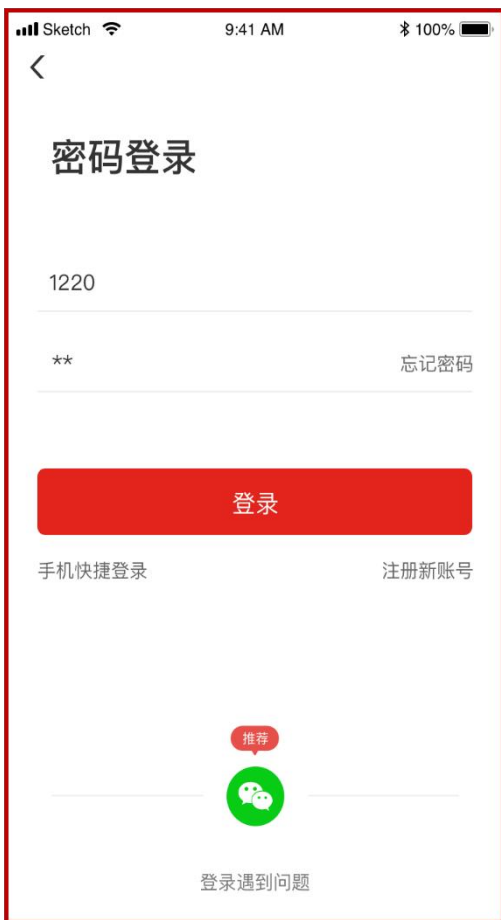 Sketch 9:41 AM 100%
密码登录
1220
** 忘记密码
登录
手机快捷登录 注册新账号
推荐
登录遇到问题